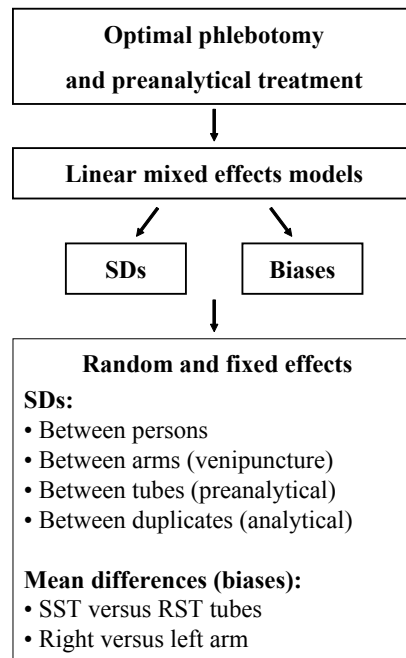 Optimal phlebotomy
and preanalytical treatment
Linear mixed effects models
SDs
Biases
Random and fixed effects
SDs:
• Between persons
• Between arms (venipuncture)
• Between tubes (preanalytical)
• Between duplicates (analytical)
Mean differences (biases):
• SST versus RST tubes
• Right versus left arm